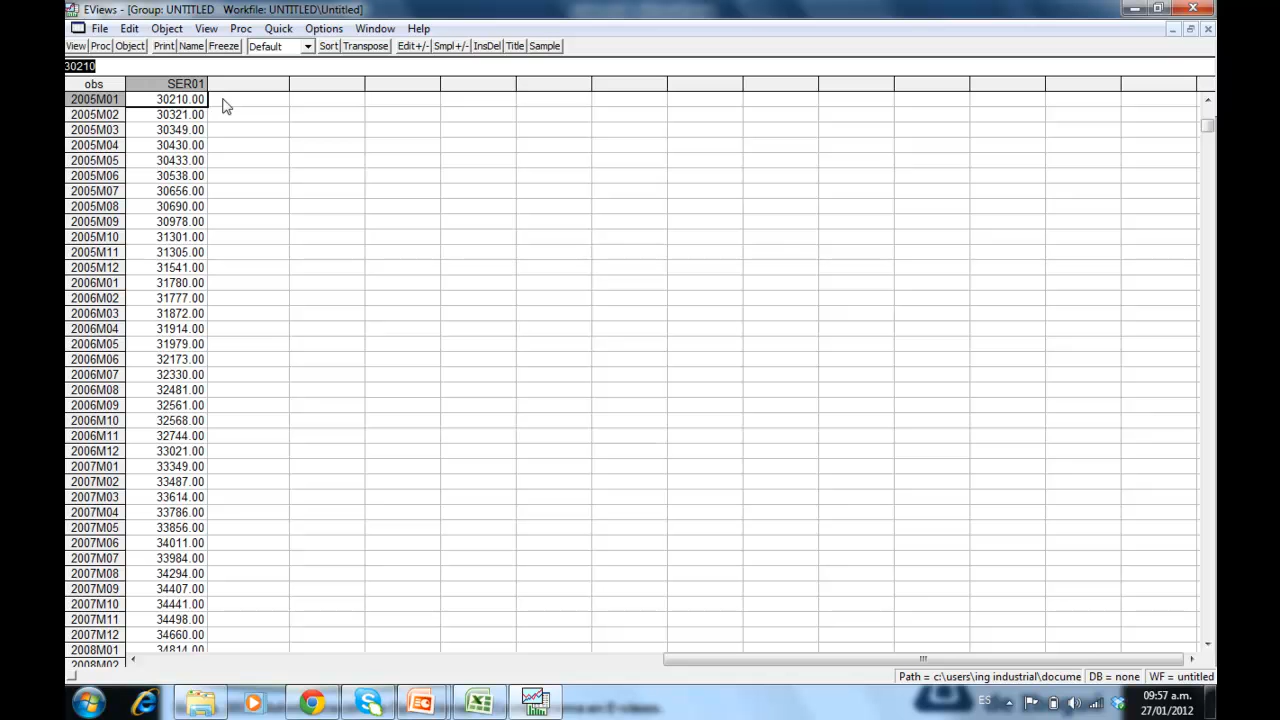 EViews - [Group: UNTITLED Workfile: UNTITLED\Untitled]
File Edit Object View Proc Quick Options Window Help
View Proc Object Print Name Freeze Default Sort Transpose Edit+/- Smpl+/- InsDel Title Sample
30210
obs SER01
2005M01 30210.00
2005M02 30321.00
2005M03 30349.00
2005M04 30430.00
2005M05 30433.00
2005M06 30538.00
2005M07 30656.00
2005M08 30690.00
2005M09 30978.00
2005M10 31301.00
2005M11 31305.00
2005M12 31541.00
2006M01 31780.00
2006M02 31777.00
2006M03 31872.00
2006M04 31914.00
2006M05 31979.00
2006M06 32173.00
2006M07 32330.00
2006M08 32481.00
2006M09 32561.00
2006M10 32568.00
2006M11 32744.00
2006M12 33021.00
2007M01 33349.00
2007M02 33487.00
2007M03 33614.00
2007M04 33786.00
2007M05 33856.00
2007M06 34011.00
2007M07 33984.00
2007M08 34294.00
2007M09 34407.00
2007M10 34441.00
2007M11 34498.00
2007M12 34660.00
2008M01 34814.00
2008M02
Path = c:\users\ing industrial\docume DB = none WF = untitled
ES 09:57 a.m.
27/01/2012